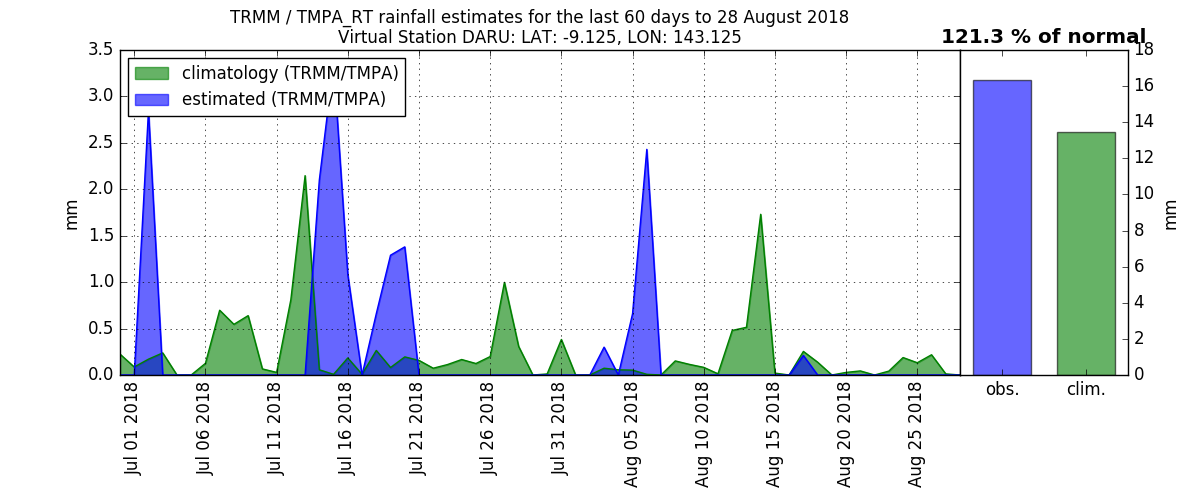 TRMM / TMPA_RT rainfall estimates for the last 60 days to 28 August 2018
Virtual Station DARU: LAT: -9.125, LON: 143.125
121.3 % of normal
climatology (TRMM/TMPA)
estimated (TRMM/TMPA)
3.5
3.0
2.5
2.0
1.5
1.0
0.5
0.0
mm
Jul 01 2018
Jul 06 2018
Jul 11 2018
Jul 16 2018
Jul 21 2018
Jul 26 2018
Jul 31 2018
Aug 05 2018
Aug 10 2018
Aug 15 2018
Aug 20 2018
Aug 25 2018
obs.
clim.
18
16
14
12
10
8
6
4
2
0
mm